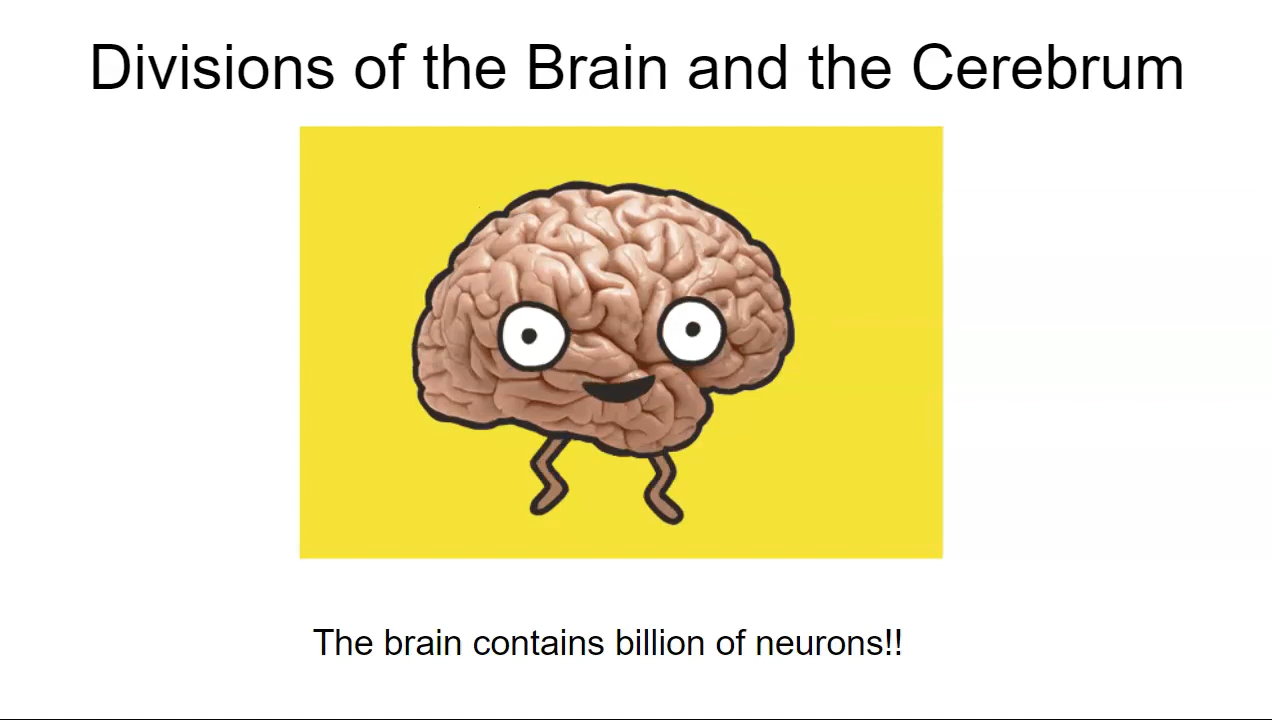 Divisions of the Brain and the Cerebrum
The brain contains billion of neurons!!